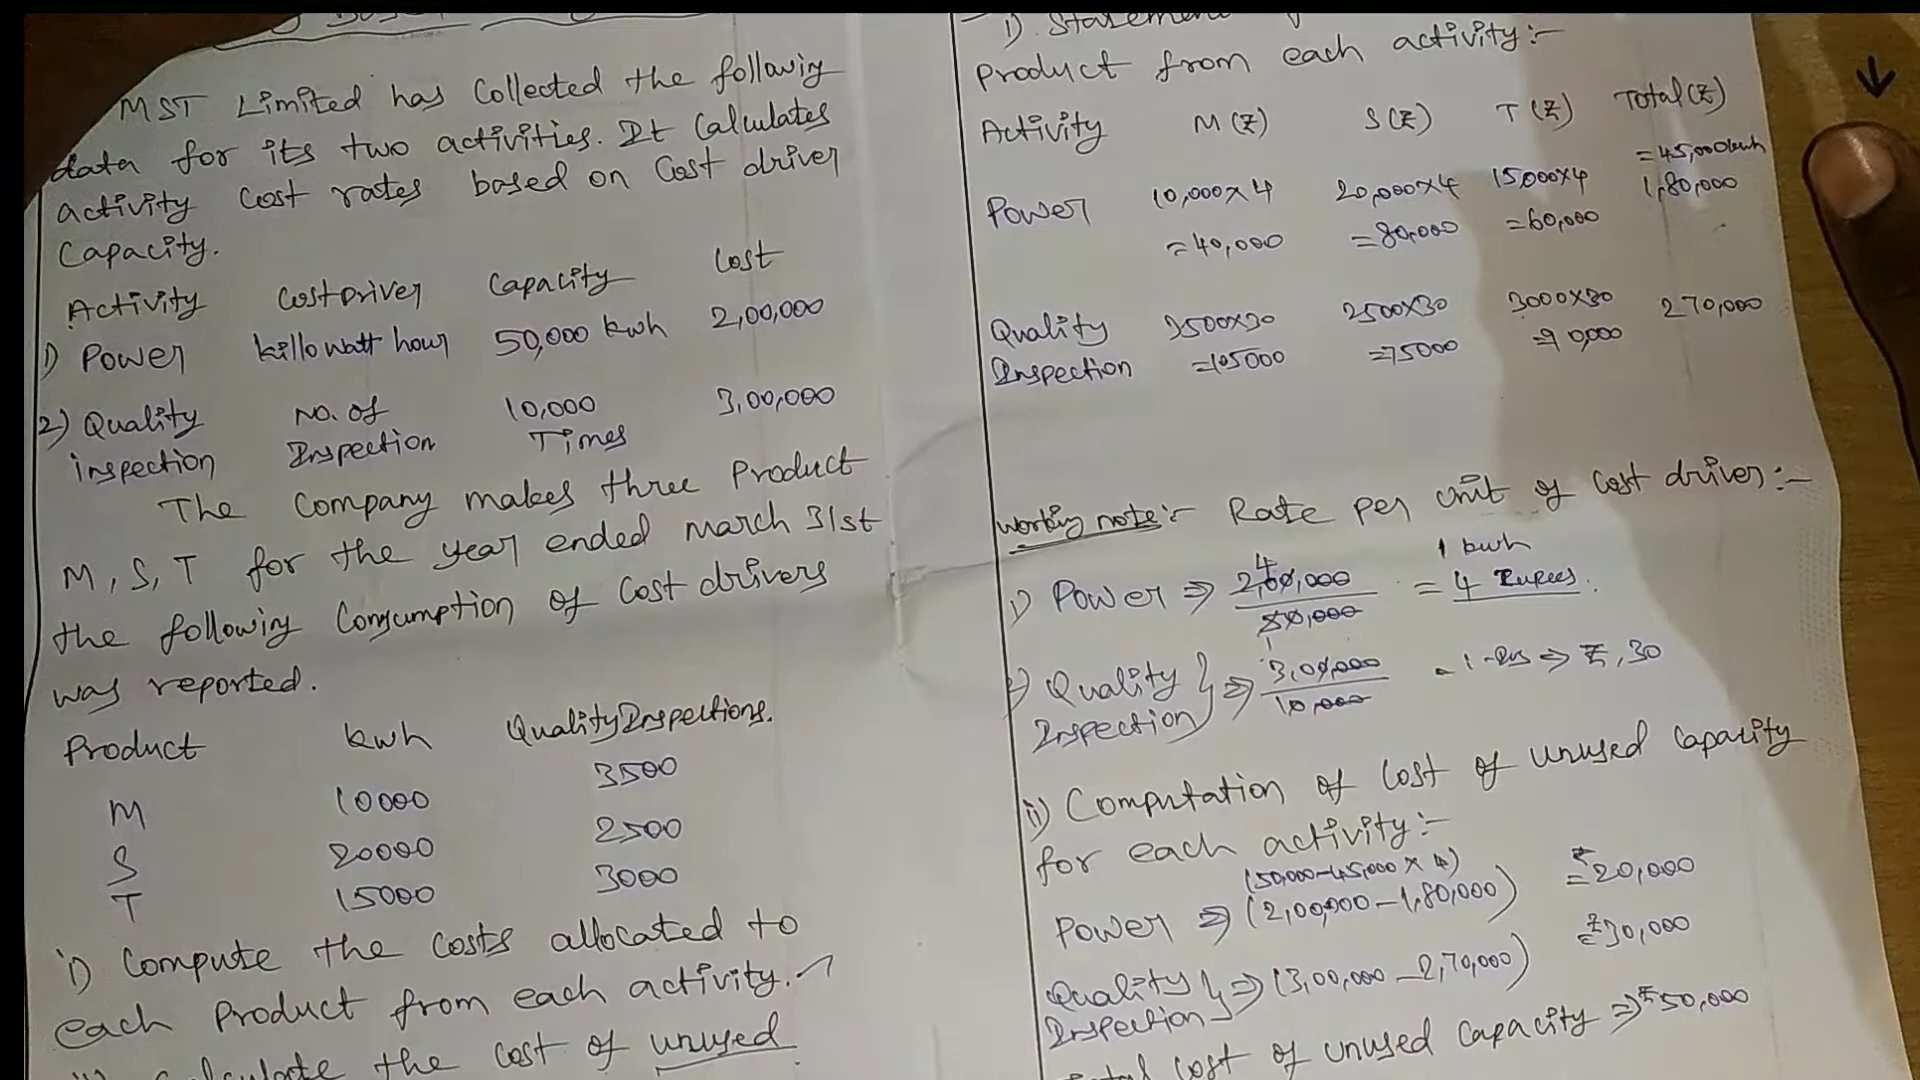 MST Limited has Collected the followig
data for its two activities. It Calculates
activity Cost rates based on Cost driver
Capacity.
Activity CostDriver Capacity Cost
1) Power killo watt hour 50,000 kwh 2,00,000
2) Quality No. of 10,000 3,00,000
inspection Inspection Times
The Company makes three Product
M, S, T for the year ended March 31st
the followig Consumption of Cost drivers
was reported.
Product kwh Quality Inspections.
M 10000 3500
S 20000 2500
T 15000 3000
i) Compute the Costs allocated to
each Product from each activity.
the cost of unused
i) Statement
Product from each activity:-
Activity M(₹) S(₹) T(₹) Total(₹)
=45,000kwh
Power 10,000×4 20,000×4 15000×4 1,80,000
=40,000 =80,000 =60,000
Quality 3500×30 2500×30 3000×30 270,000
Inspection =105000 =75000 =90,000
Working note:- Rate per unit of Cost driver:-
1 kwh
1) Power ⇒ 2,00,000 / 50,000 = 4 Rupees.
2) Quality Inspection } ⇒ 3,00,000 / 10,000 = 1-Ins ⇒ ₹,30
ii) Computation of Cost of unused Capacity
for each activity:-
(50,000-45,000×4)
Power ⇒ (2,00,000-1,80,000) = ₹20,000
Quality Inspection } ⇒ (3,00,000-2,70,000) = ₹30,000
Total Cost of unused Capacity ⇒ ₹50,000